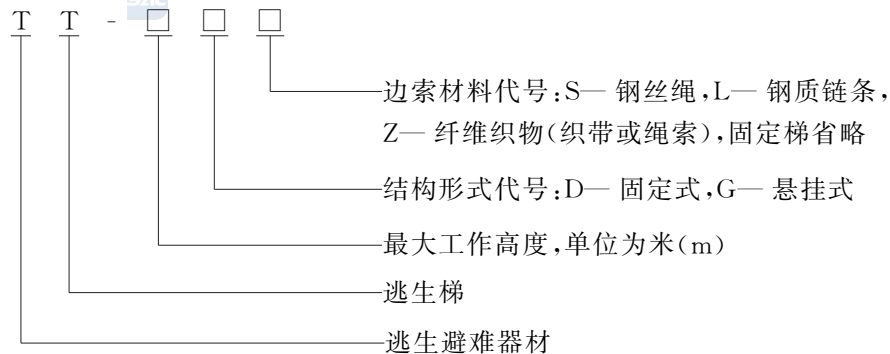 T T - □ □ □
边索材料代号:S— 钢丝绳,L— 钢质链条,
Z— 纤维织物(织带或绳索),固定梯省略
结构形式代号:D— 固定式,G— 悬挂式
最大工作高度,单位为米(m)
逃生梯
逃生避难器材